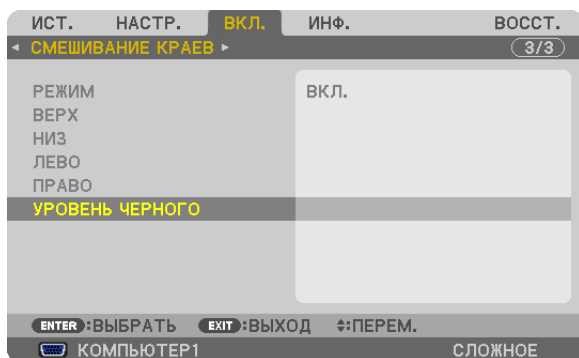 ИСТ. НАСТР. ВКЛ. ИНФ. ВОССТ.
СМЕШИВАНИЕ КРАЕВ 3/3
РЕЖИМ ВКЛ.
ВЕРХ
НИЗ
ЛЕВО
ПРАВО
УРОВЕНЬ ЧЕРНОГО
ENTER :ВЫБРАТЬ EXIT :ВЫХОД :ПЕРЕМ.
КОМПЬЮТЕР1 СЛОЖНОЕ